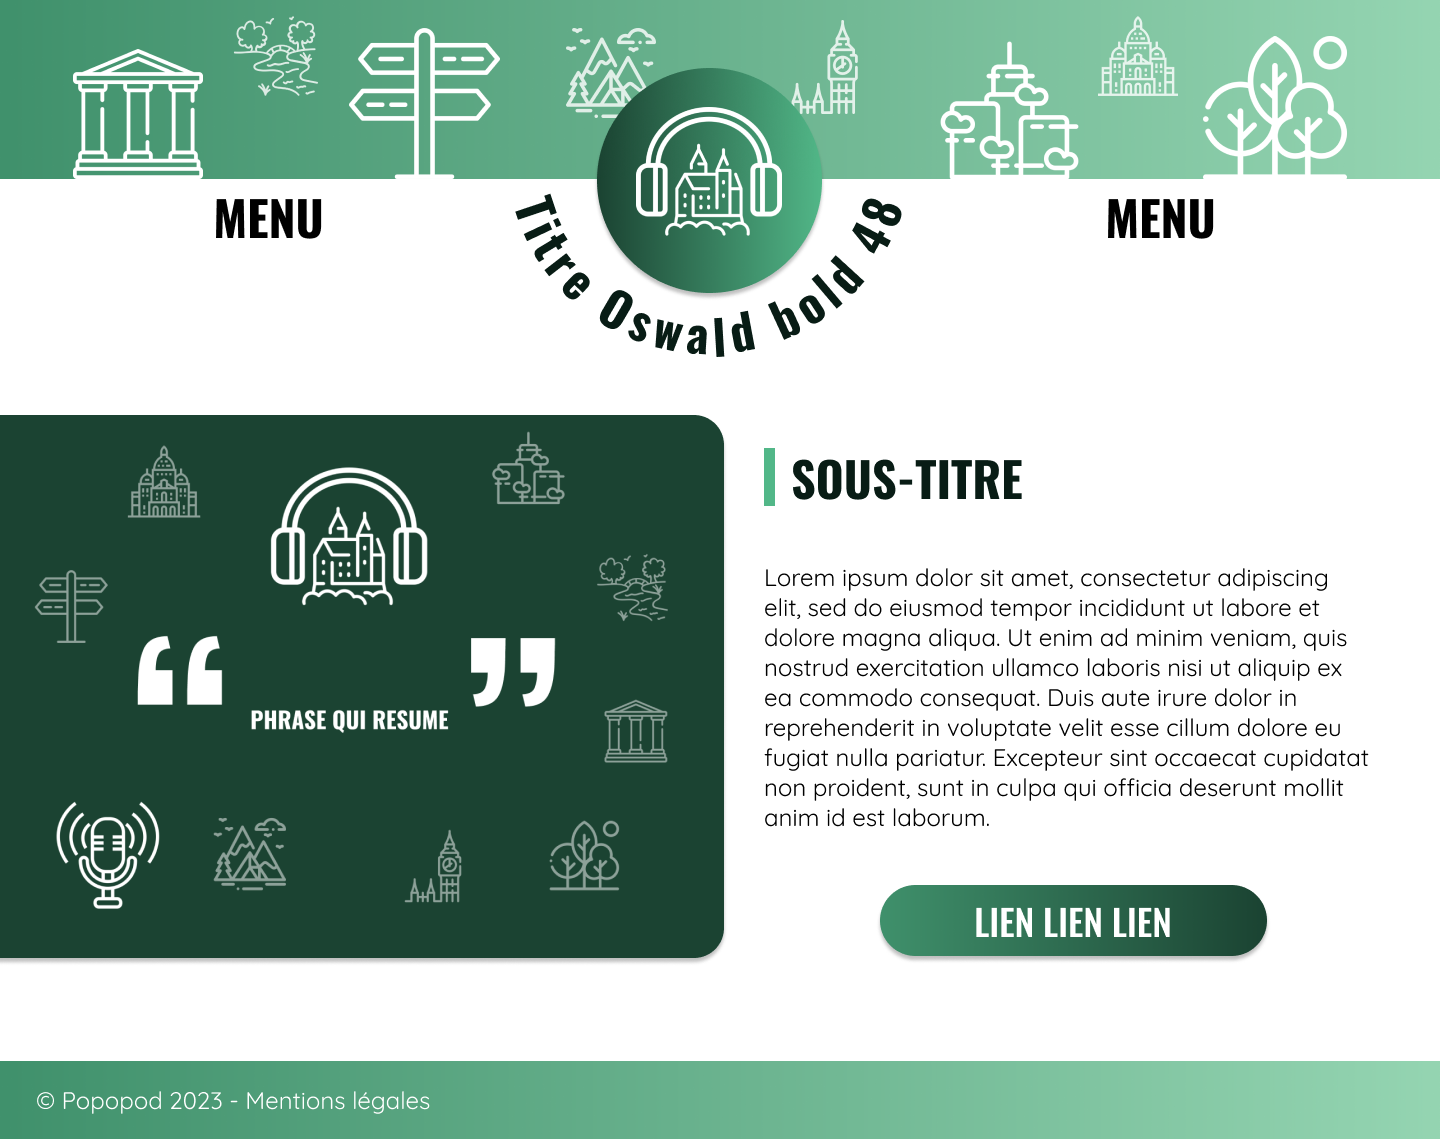 MENU
Titre Oswald bold 48
MENU
“ PHRASE QUI RESUME ”
SOUS-TITRE
Lorem ipsum dolor sit amet, consectetur adipiscing
elit, sed do eiusmod tempor incididunt ut labore et
dolore magna aliqua. Ut enim ad minim veniam, quis
nostrud exercitation ullamco laboris nisi ut aliquip ex
ea commodo consequat. Duis aute irure dolor in
reprehenderit in voluptate velit esse cillum dolore eu
fugiat nulla pariatur. Excepteur sint occaecat cupidatat
non proident, sunt in culpa qui officia deserunt mollit
anim id est laborum.
LIEN LIEN LIEN
© Popopod 2023 - Mentions légales